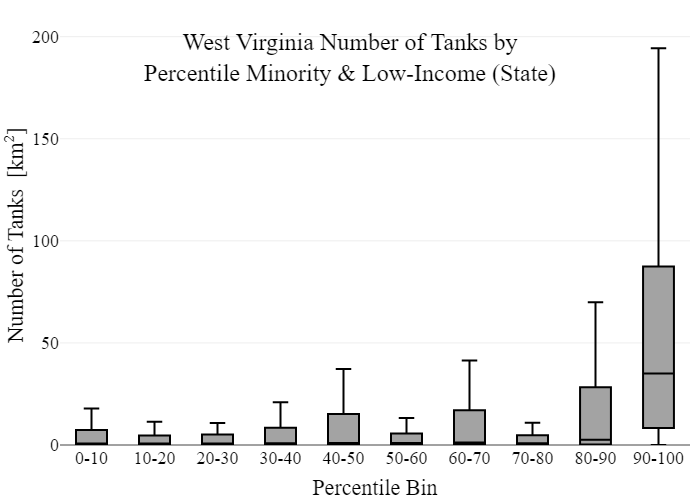 West Virginia Number of Tanks by
Percentile Minority & Low-Income (State)
Number of Tanks [km²]
200
150
100
50
0
0-10 10-20 20-30 30-40 40-50 50-60 60-70 70-80 80-90 90-100
Percentile Bin